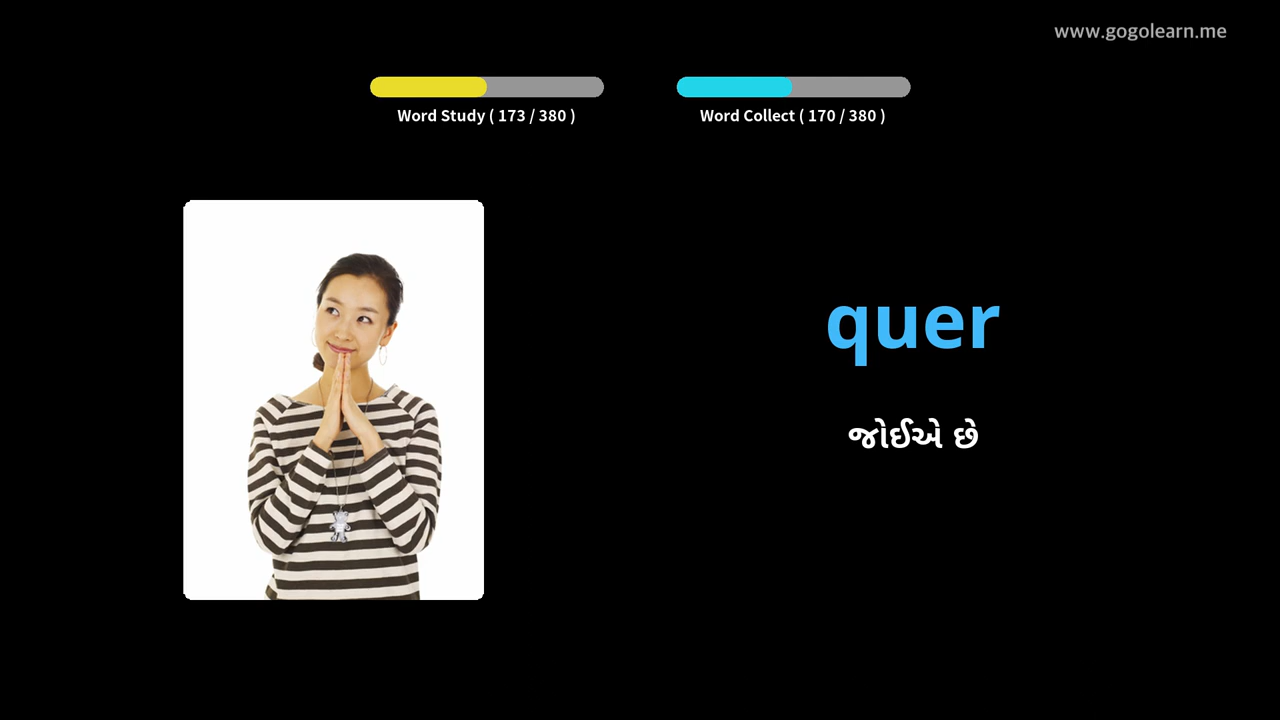 www.gogolearn.me
Word Study ( 173 / 380 )
Word Collect ( 170 / 380 )
quer
જોઈએ છે